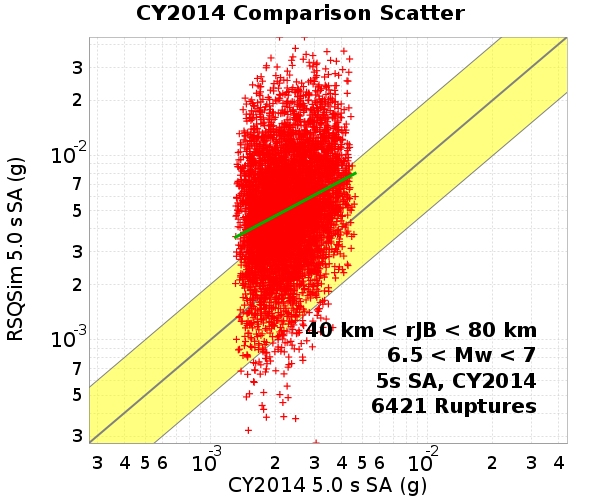 CY2014 Comparison Scatter
RSQSim 5.0 s SA (g)
3
2
10-2
7
5
3
2
10-3
7
5
3
40 km < rJB < 80 km
6.5 < Mw < 7
5s SA, CY2014
6421 Ruptures
3 4 5 6 10-3 2 3 4 5 6 10-2 2 3 4
CY2014 5.0 s SA (g)